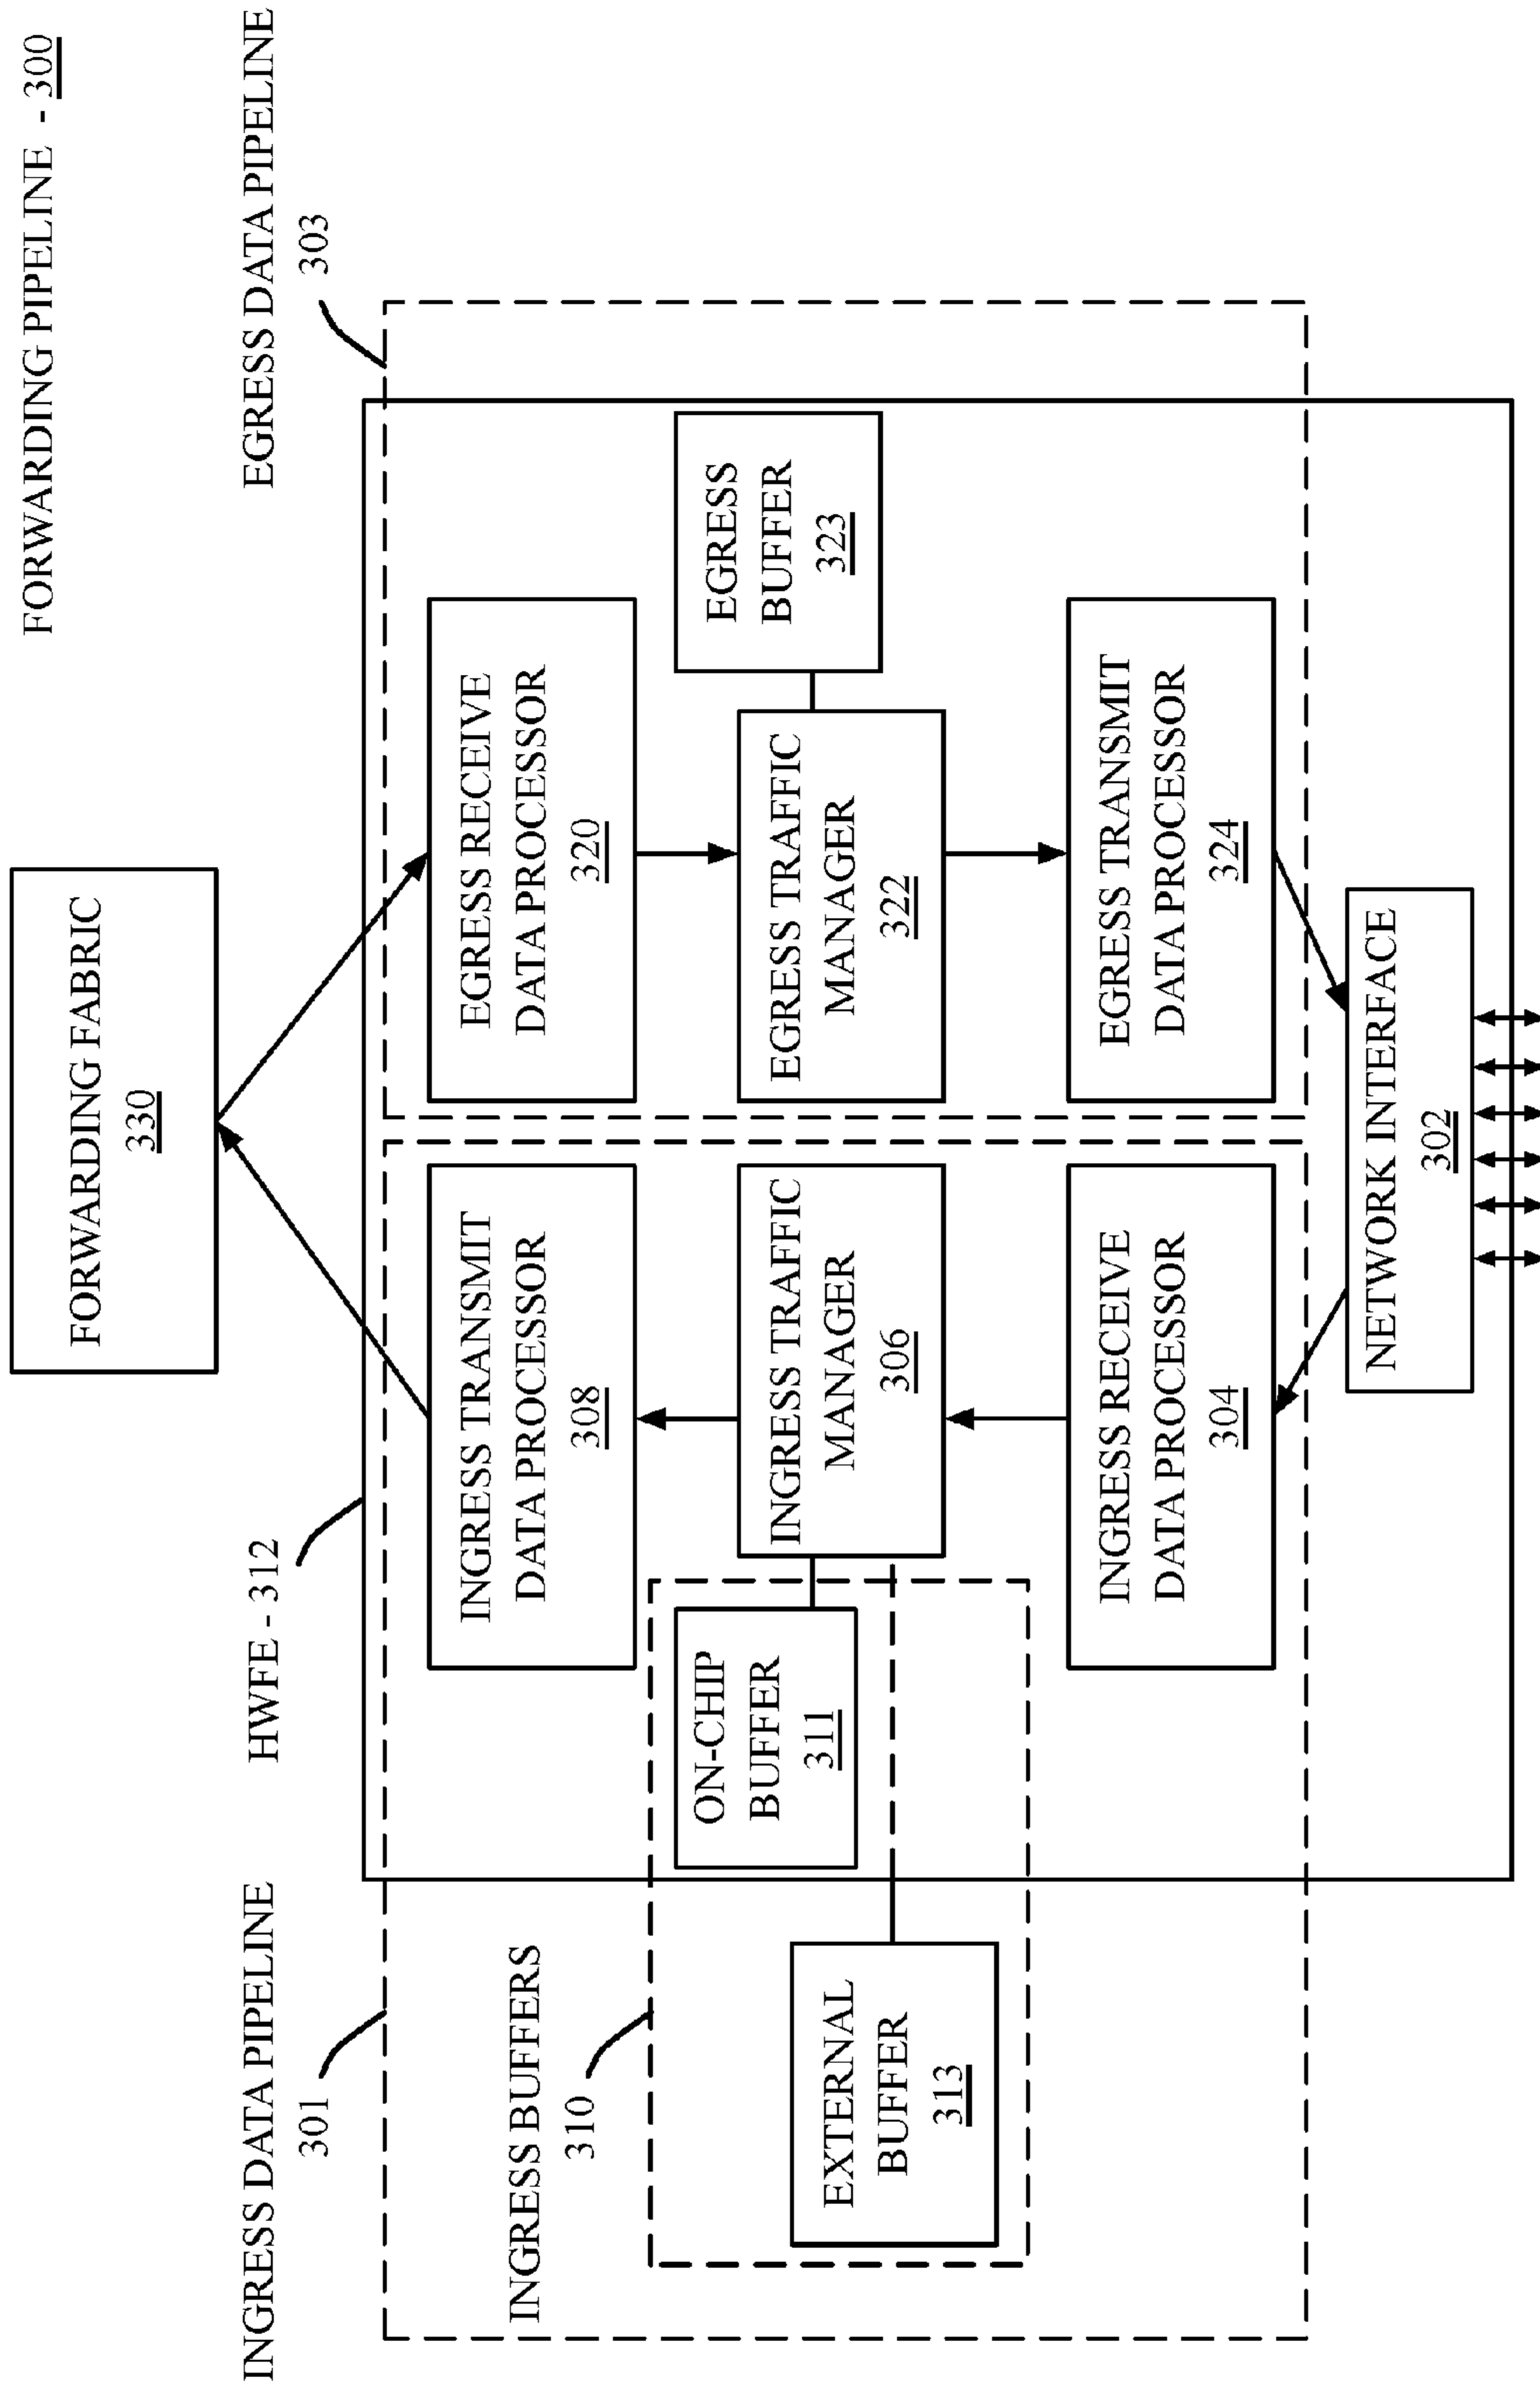 FORWARDING PIPELINE - 300
FORWARDING FABRIC
330
INGRESS DATA PIPELINE
301
HWFE - 312
EGRESS DATA PIPELINE
303
INGRESS BUFFERS
310
INGRESS TRANSMIT
DATA PROCESSOR
308
EGRESS RECEIVE
DATA PROCESSOR
320
EXTERNAL
BUFFER
313
ON-CHIP
BUFFER
311
INGRESS TRAFFIC
MANAGER
306
EGRESS TRAFFIC
MANAGER
322
EGRESS
BUFFER
323
INGRESS RECEIVE
DATA PROCESSOR
304
EGRESS TRANSMIT
DATA PROCESSOR
324
NETWORK INTERFACE
302